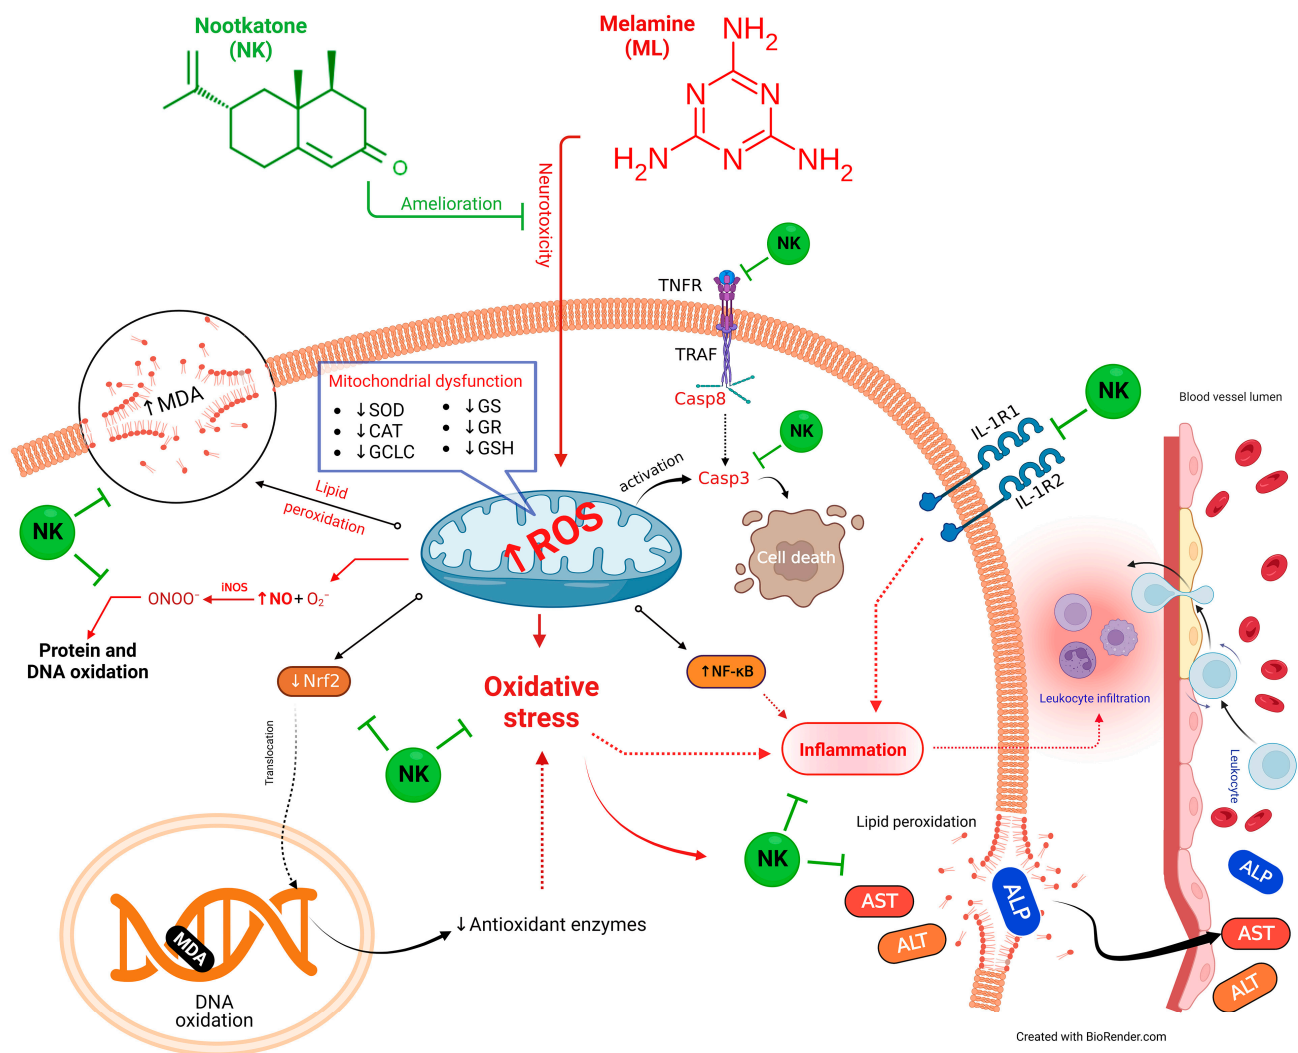 Nootkatone
(NK)
O
Amelioration
Melamine
(ML)
NH₂
N
N
N
H₂N
NH₂
Neurotoxicity
NK
TNFR
TRAF
Casp8
NK
activation
Casp3
Cell death
↑MDA
Mitochondrial dysfunction
• ↓SOD
• ↓CAT
• ↓GCLC
• ↓GS
• ↓GR
• ↓GSH
↑ROS
Lipid
peroxidation
NK
ONOO⁻
iNOS
↑NO+O₂⁻
Protein and
DNA oxidation
↓Nrf2
Translocation
NK
Oxidative
stress
↑NF-κB
Inflammation
IL-1R1
IL-1R2
NK
Blood vessel lumen
Leukocyte infiltration
Leukocyte
MDA
DNA
oxidation
↓Antioxidant enzymes
NK
Lipid peroxidation
AST
ALT
ALP
ALP
AST
ALT
Created with BioRender.com